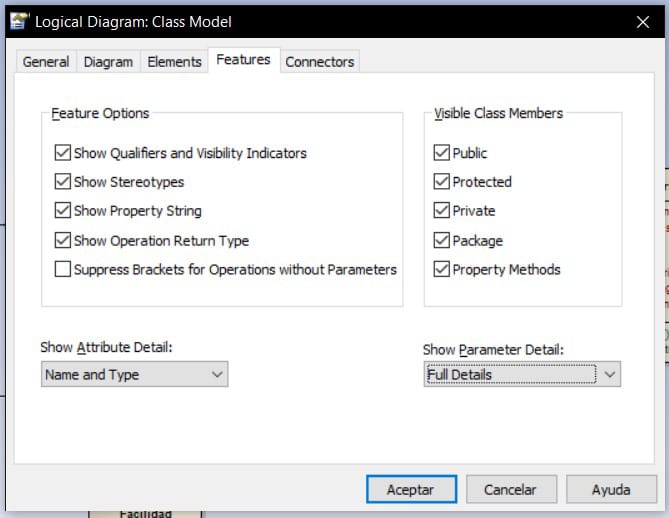 Logical Diagram: Class Model
General Diagram Elements Features Connectors
Feature Options
Show Qualifiers and Visibility Indicators
Show Stereotypes
Show Property String
Show Operation Return Type
Suppress Brackets for Operations without Parameters
Visible Class Members
Public
Protected
Private
Package
Property Methods
Show Attribute Detail:
Name and Type
Show Parameter Detail:
Full Details
Aceptar Cancelar Ayuda
Facilidad